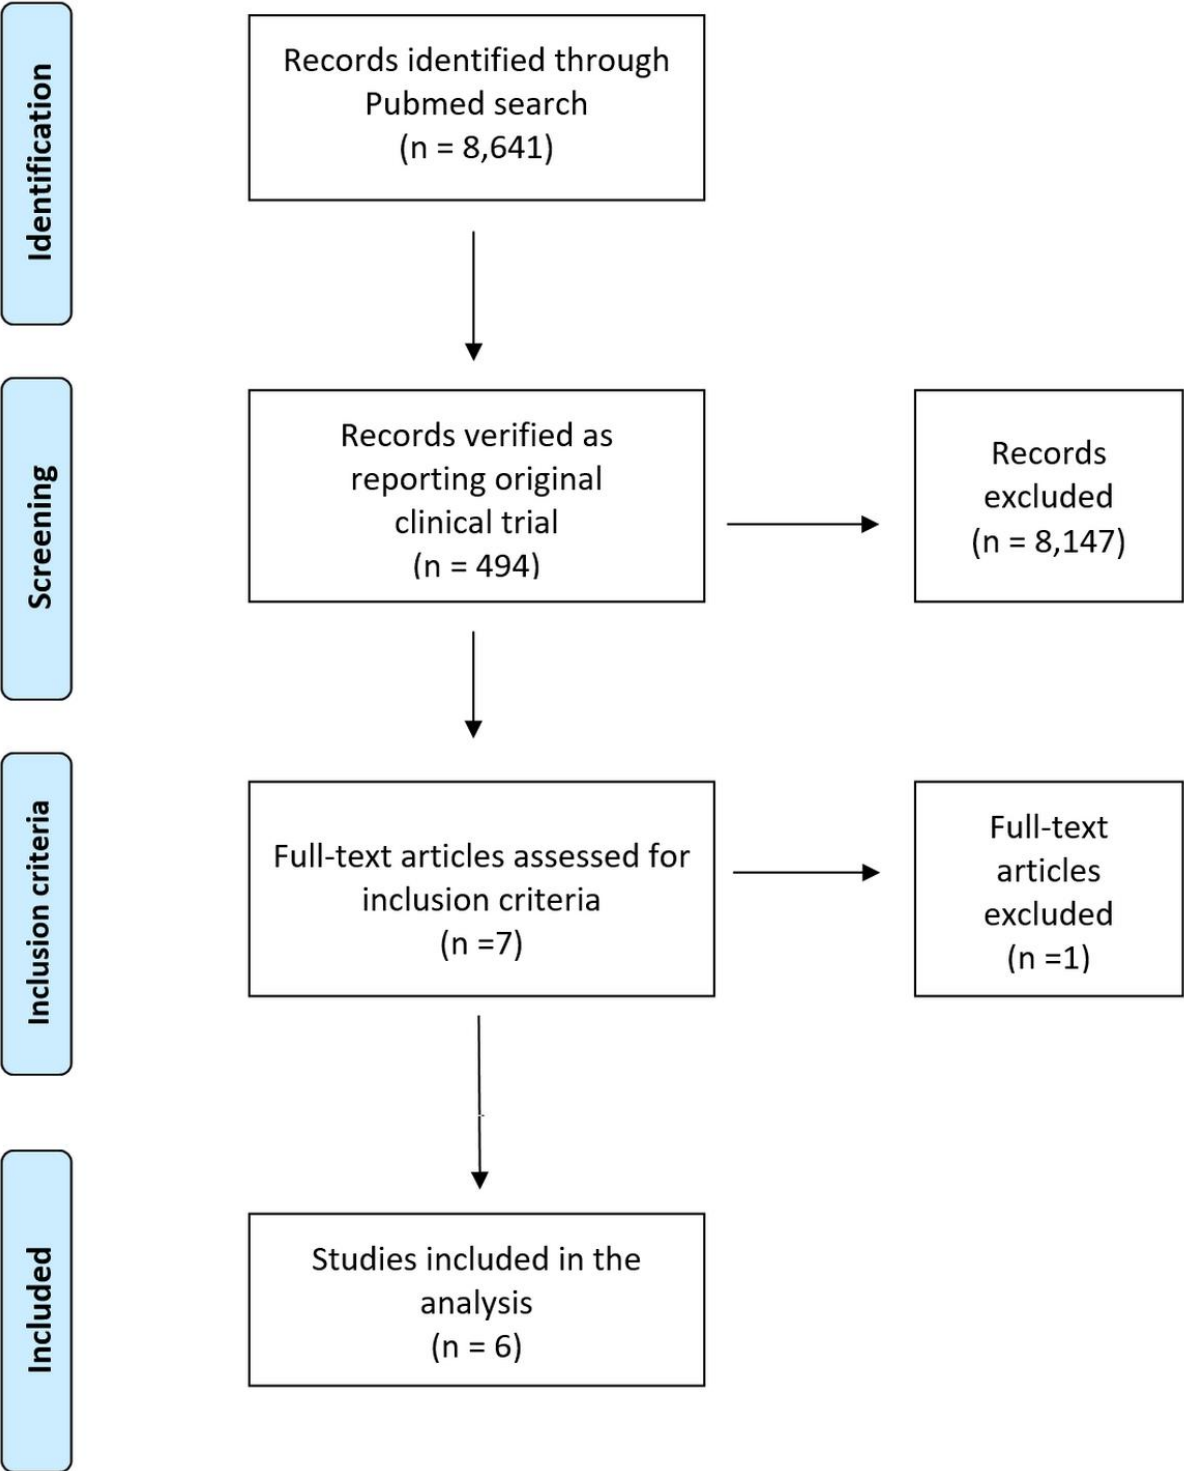 Identification
Records identified through
Pubmed search
(n = 8,641)
Screening
Records verified as
reporting original
clinical trial
(n = 494)
Records
excluded
(n = 8,147)
Inclusion criteria
Full-text articles assessed for
inclusion criteria
(n =7)
Full-text
articles
excluded
(n =1)
Included
Studies included in the
analysis
(n = 6)